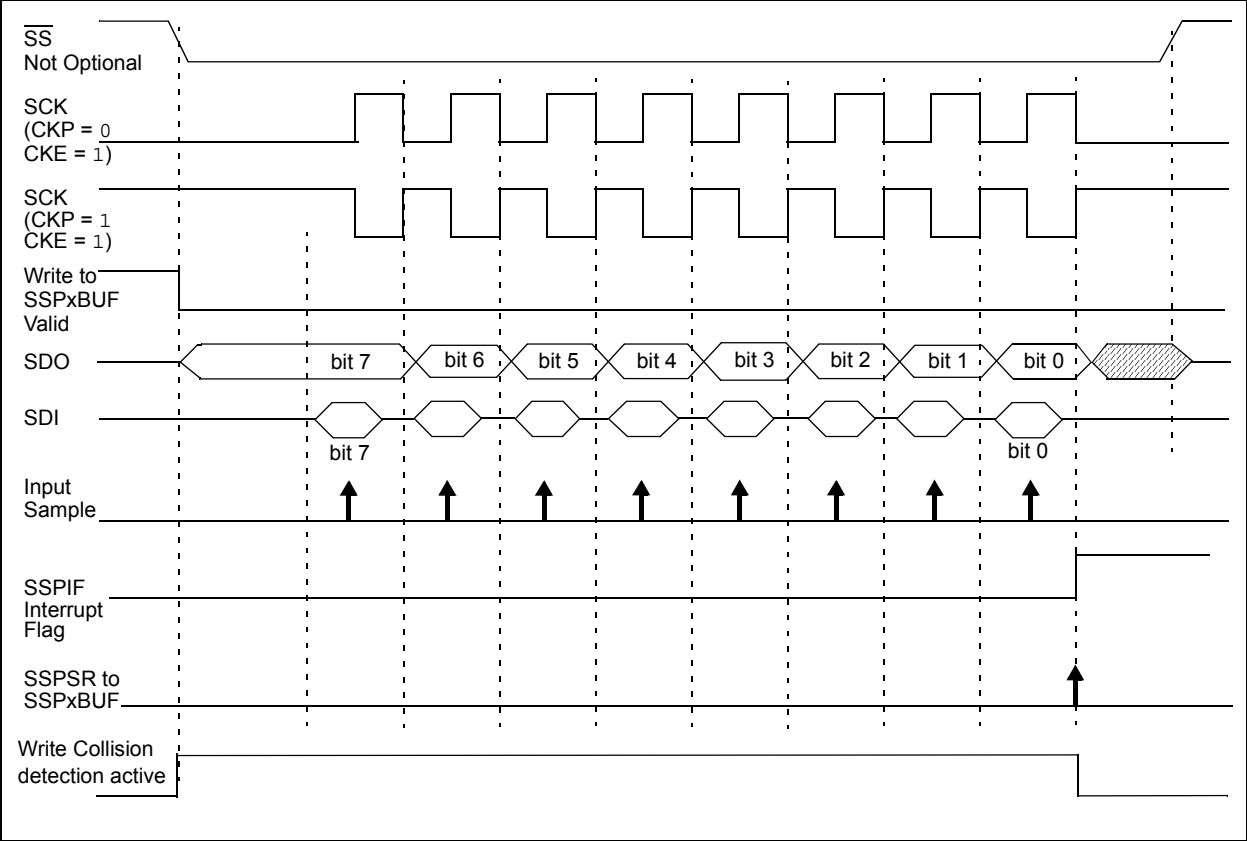 SS
Not Optional
SCK
(CKP = 0
CKE = 1)
SCK
(CKP = 1
CKE = 1)
Write to
SSPxBUF
Valid
SDO
bit 7 bit 6 bit 5 bit 4 bit 3 bit 2 bit 1 bit 0
SDI
bit 7 bit 0
Input
Sample
SSPIF
Interrupt
Flag
SSPSR to
SSPxBUF
Write Collision
detection active